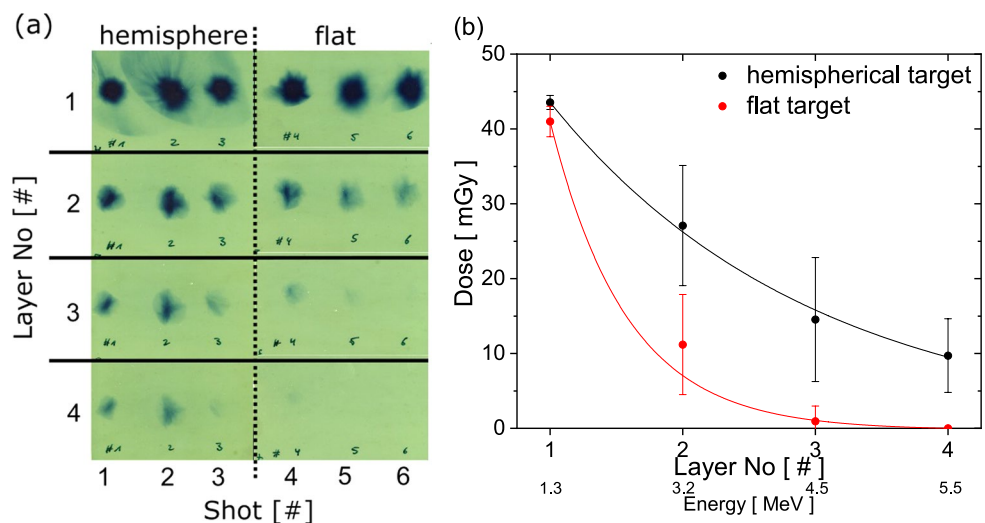 (a)
hemisphere flat
Layer No [#]
1
#1 2 3 #4 5 6
2
#1 2 3 #4 5 6
3
#1 2 3 # 4 5 6
4
#1 2 3 # 4 5 6
1 2 3 4 5 6
Shot [#]
(b)
50
40
30
20
10
0
Dose [ mGy ]
hemispherical target
flat target
1 2 3 4
Layer No [ # ]
1.3 3.2 4.5 5.5
Energy [ MeV ]